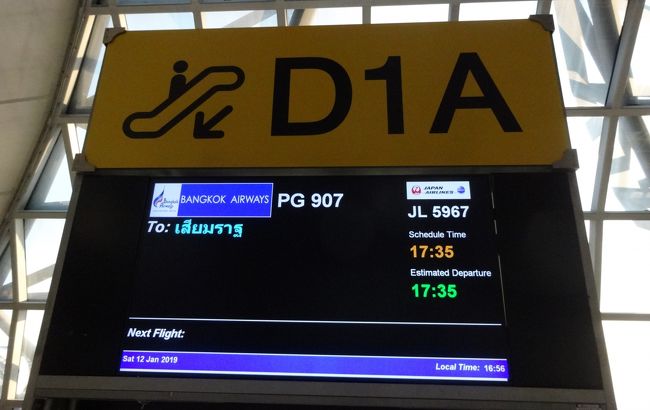 D1A
BANGKOK AIRWAYS PG 907
JAPAN AIRLINES
JL 5967
To: เสียมราฐ
Schedule Time
17:35
Estimated Departure
17:35
Next Flight:
Sat 12 Jan 2019 Local Time: 16:56